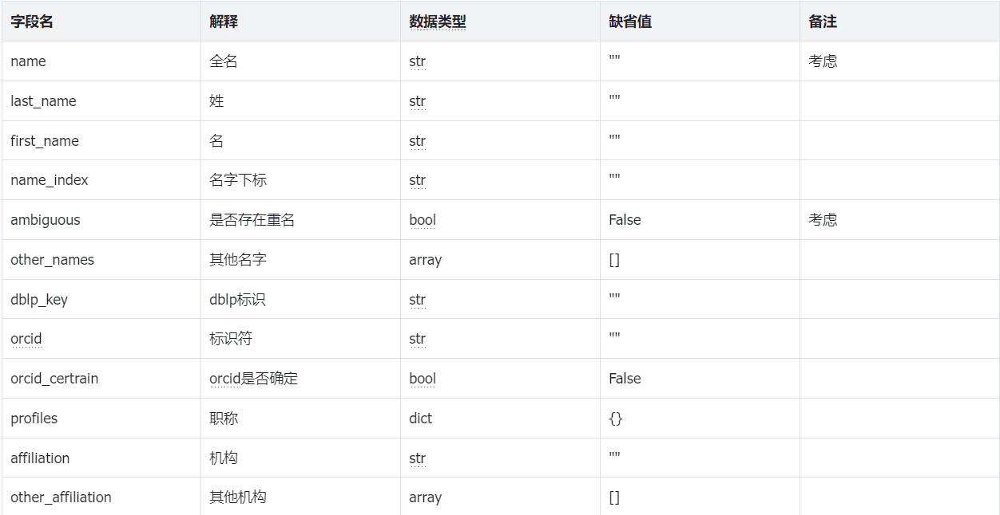 字段名 解释 数据类型 缺省值 备注
name 全名 str "" 考虑
last_name 姓 str ""
first_name 名 str ""
name_index 名字下标 str ""
ambiguous 是否存在重名 bool False 考虑
other_names 其他名字 array []
dblp_key dblp标识 str ""
orcid 标识符 str ""
orcid_certrain orcid是否确定 bool False
profiles 职称 dict {}
affiliation 机构 str ""
other_affiliation 其他机构 array []